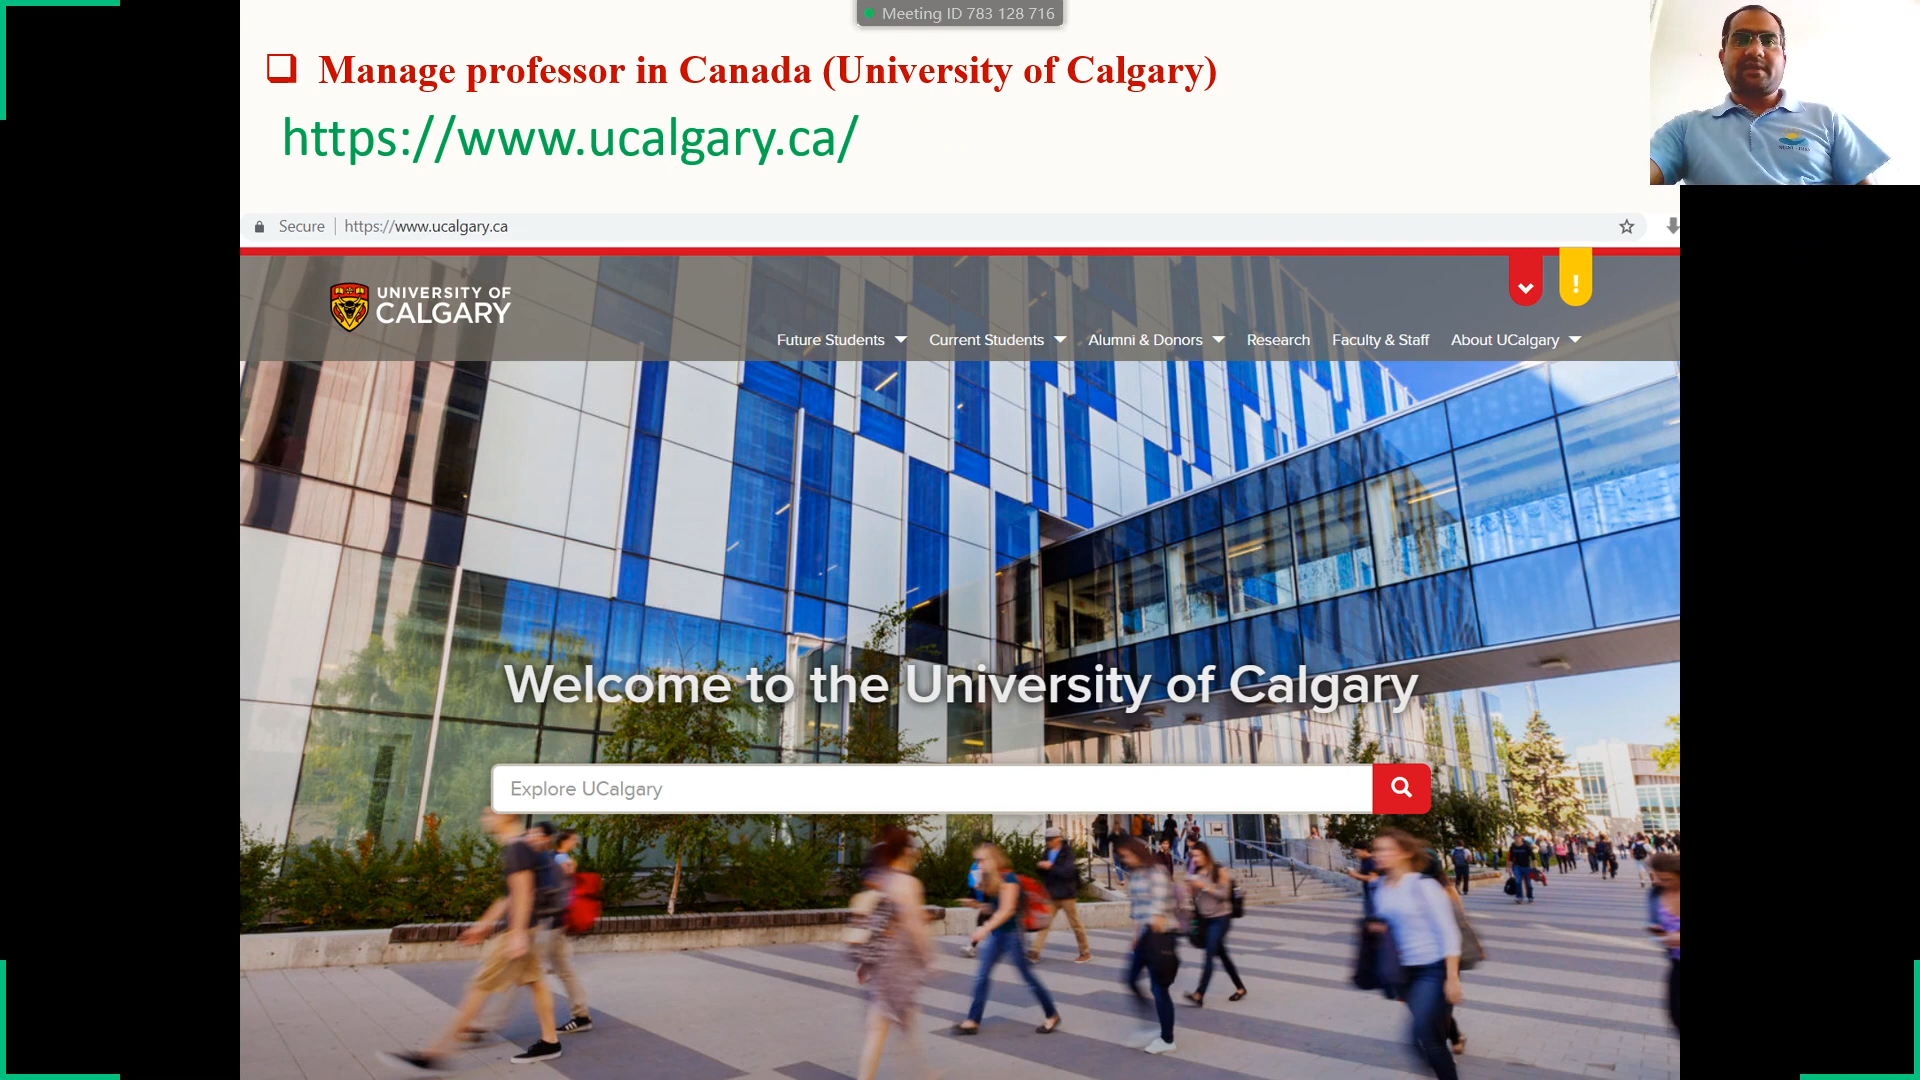 Meeting ID 783 128 716
Manage professor in Canada (University of Calgary)
https://www.ucalgary.ca/
Secure | https://www.ucalgary.ca
UNIVERSITY OF
CALGARY
!
Future Students Current Students Alumni & Donors Research Faculty & Staff About UCalgary
Welcome to the University of Calgary
Explore UCalgary